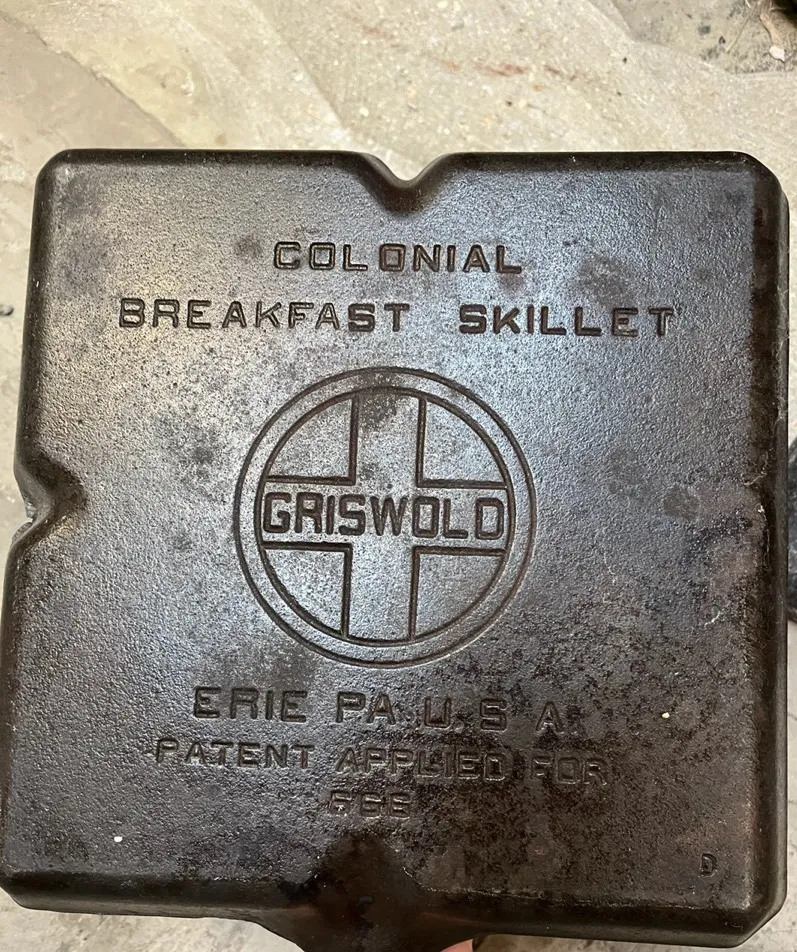 COLONIAL
BREAKFAST SKILLET
GRISWOLD
ERIE PA. U. S. A.
PATENT APPLIED FOR
666
D